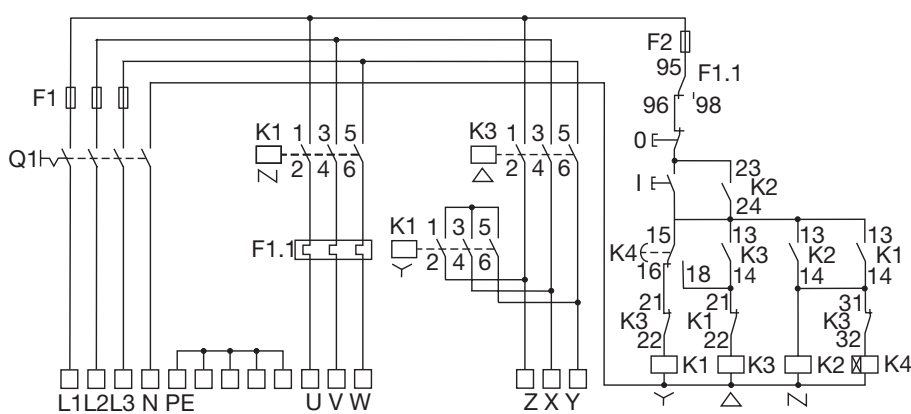 F2
95
F1.1
F1
96
98
K1
1 3 5
2 4 6
K3
1 3 5
2 4 6
0
Q1
I
23
K2
24
K1
1 3 5
2 4 6
F1.1
15
13
13
13
K4
K3
K2
K1
16
18
14
14
14
21
21
31
K3
K1
K3
22
22
32
K1
K3
K2
K4
L1 L2 L3 N PE
U V W
Z X Y